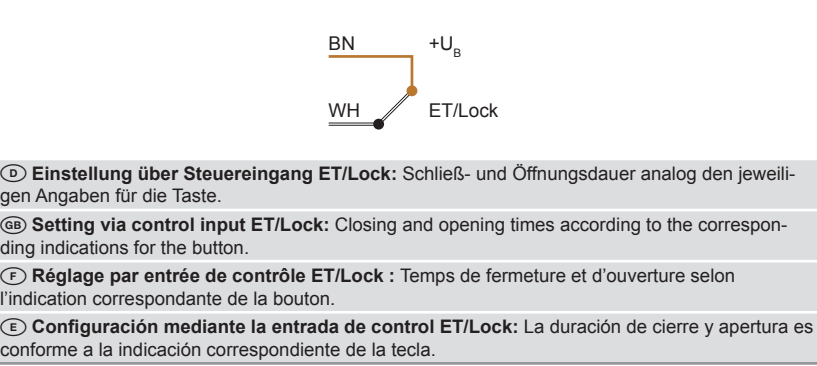 BN +U_B
WH ET/Lock
D Einstellung über Steuereingang ET/Lock: Schließ- und Öffnungsdauer analog den jeweili-
gen Angaben für die Taste.
GB Setting via control input ET/Lock: Closing and opening times according to the correspon-
ding indications for the button.
F Réglage par entrée de contrôle ET/Lock : Temps de fermeture et d’ouverture selon
l’indication correspondante de la bouton.
E Configuración mediante la entrada de control ET/Lock: La duración de cierre y apertura es
conforme a la indicación correspondiente de la tecla.